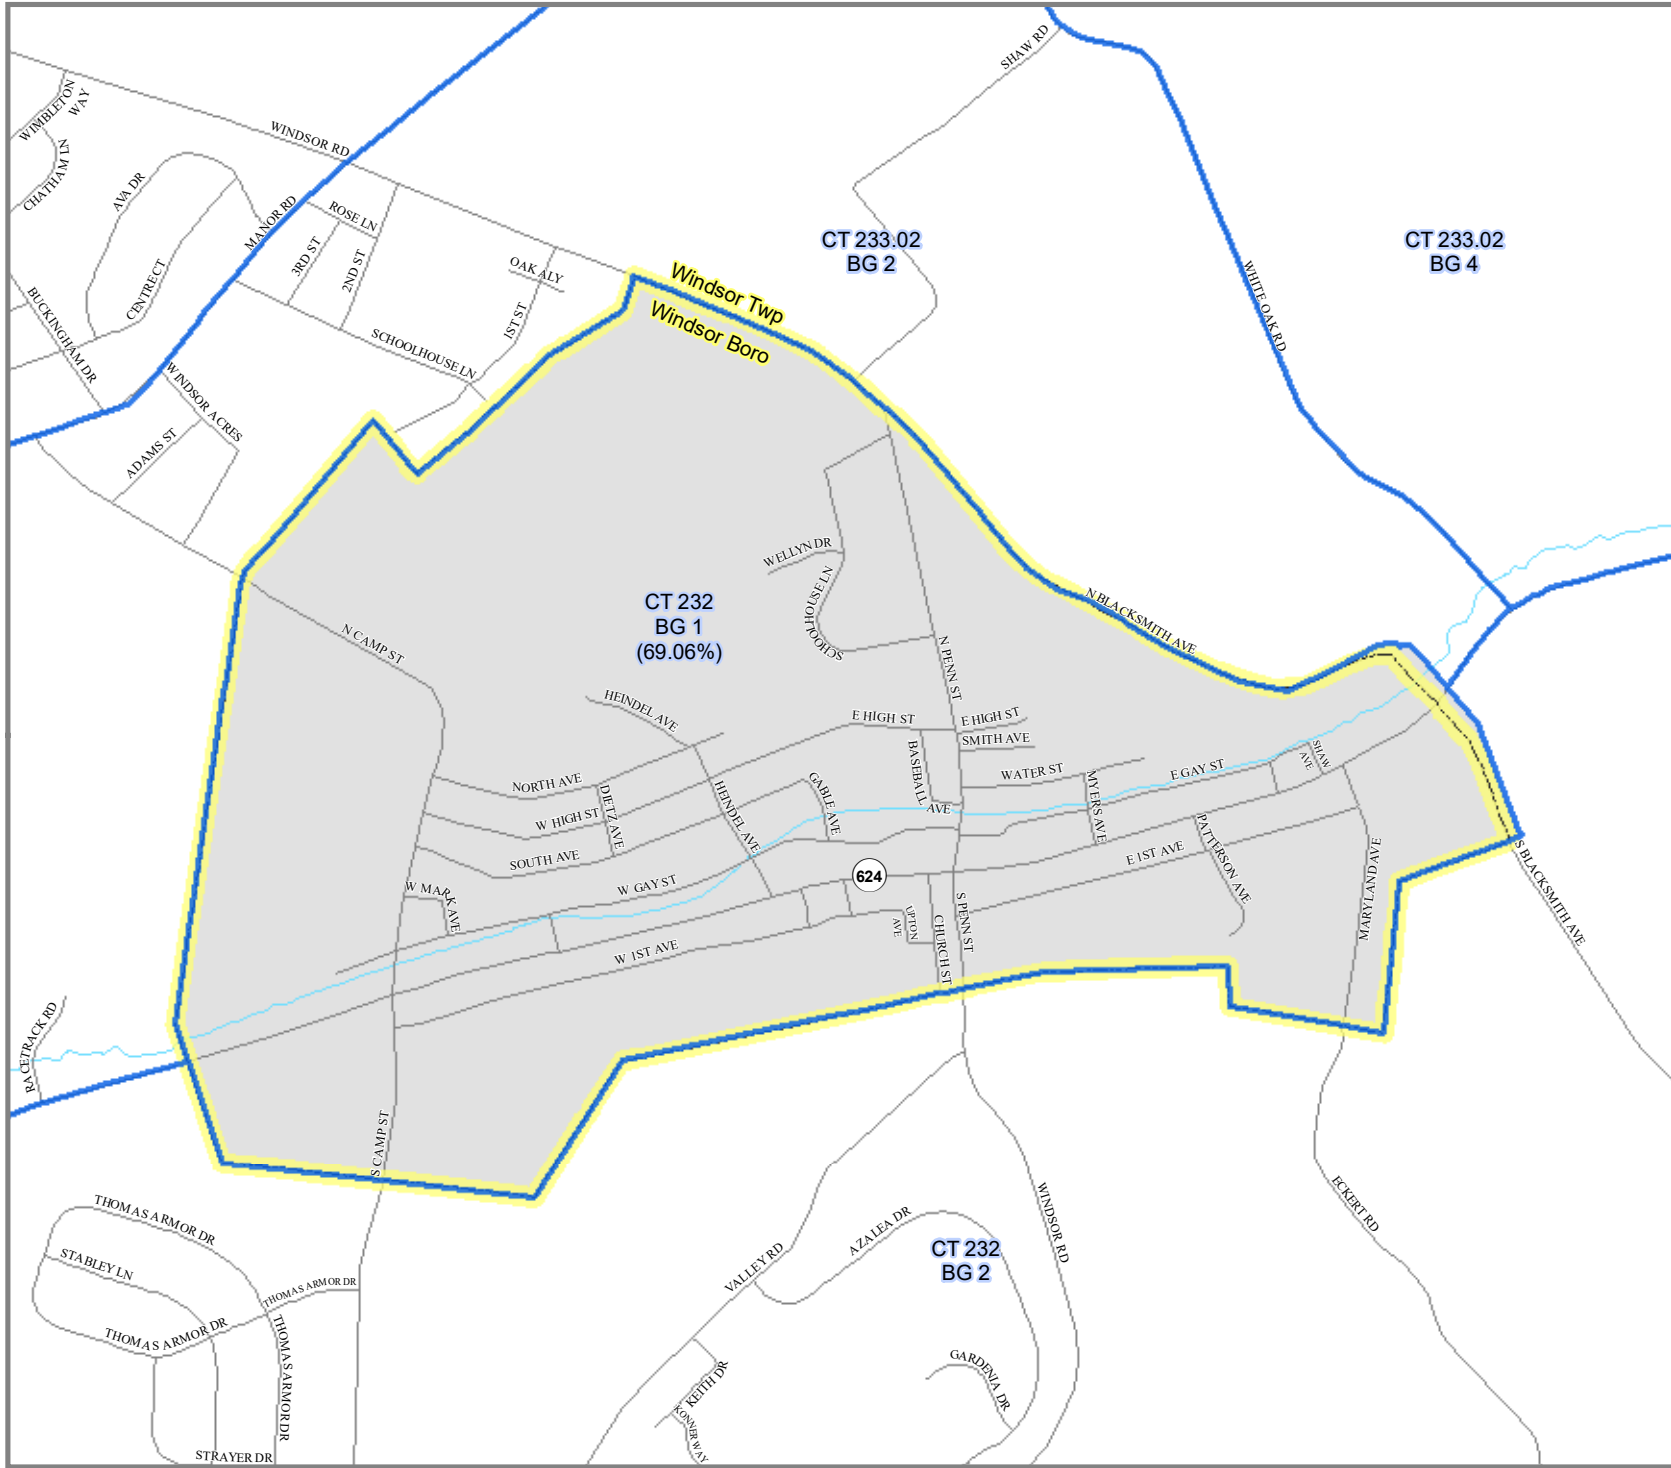 SHAW RD
WIMBLETON
WAY
WINDSOR RD
CHATHAM LN
AVA DR
MANOR RD
ROSE LN
3RD ST
2ND ST
OAK ALY
1ST ST
CENTRECT
BUCKINGHAM DR
SCHOOLHOUSE LN
WINDSOR ACRES
ADAMS ST
CT 233.02
BG 2
CT 233.02
BG 4
WHITE OAK RD
Windsor Twp
Windsor Boro
WELLYN DR
SCHOOLHOUSE LN
CT 232
BG 1
(69.06%)
N BLACKSMITH AVE
N CAMP ST
N PENN ST
HEINDEL AVE
E HIGH ST
E HIGH ST
SMITH AVE
BASEBALL
AVE
WATER ST
MYERS AVE
E GAY ST
SHAW
AVE
NORTH AVE
DIETZ AVE
W HIGH ST
HEINDEL AVE
GABLE AVE
SOUTH AVE
W MARK AVE
W GAY ST
624
E 1ST AVE
PATTERSON AVE
MARYLAND AVE
S BLACKSMITH AVE
UPTON
AVE
CHURCH ST
S PENN ST
W 1ST AVE
RACETRACK RD
S CAMP ST
THOMAS ARMOR DR
STABLEY LN
THOMAS ARMOR DR
THOMAS ARMOR DR
THOMAS ARMOR DR
STRAYER DR
VALLEY RD
AZALEA DR
CT 232
BG 2
WINDSOR RD
ECKERT RD
KEITH DR
KONNER WAY
GARDENIA DR